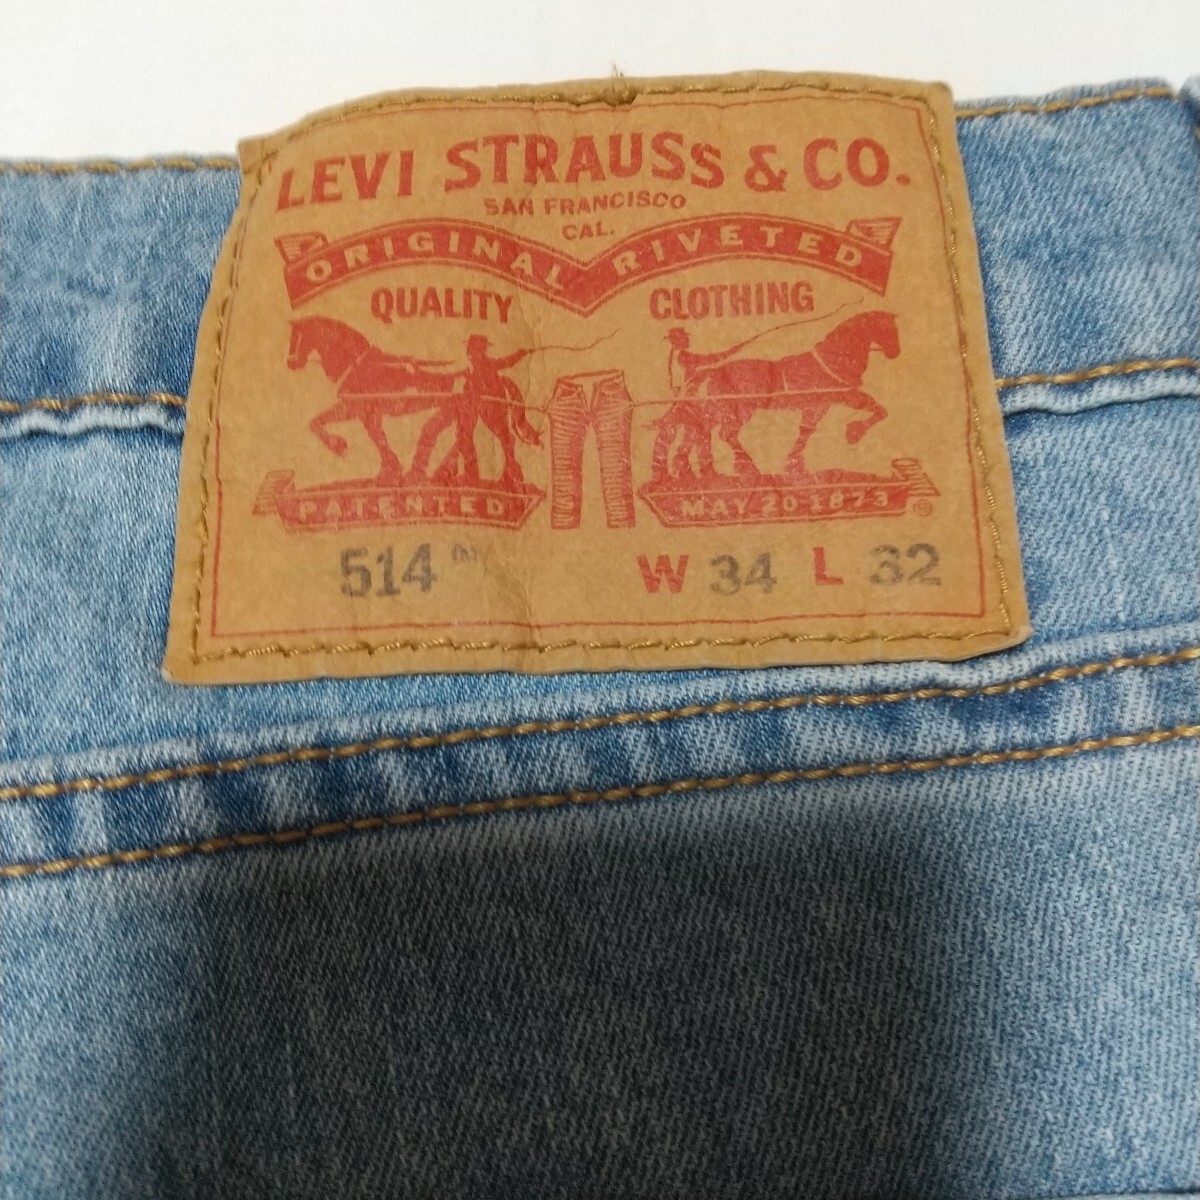 LEVI STRAUSS & CO.
SAN FRANCISCO
CAL.
ORIGINAL RIVETED
QUALITY CLOTHING
PATENTED MAY 20 1873 ®
514 W 34 L 32